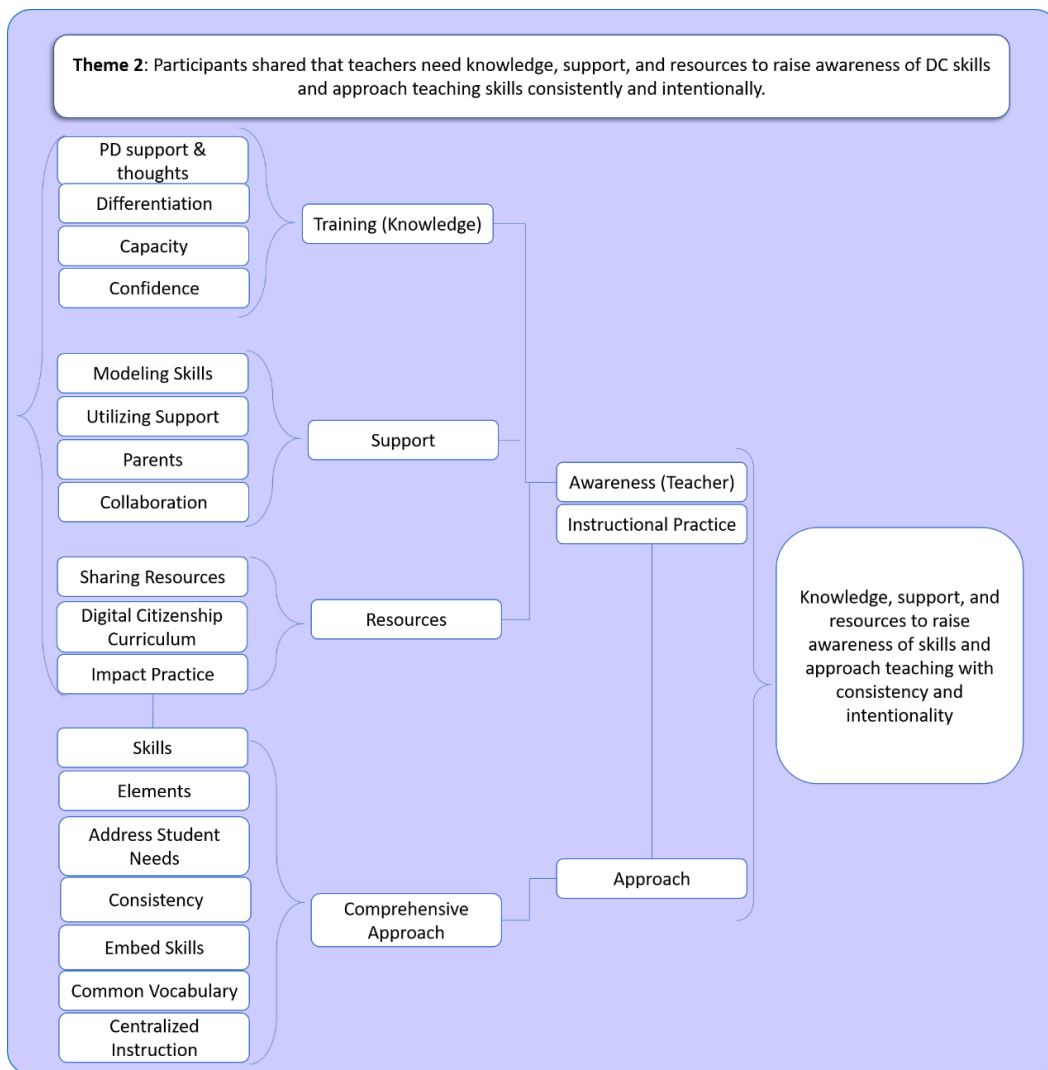 Theme 2: Participants shared that teachers need knowledge, support, and resources to raise awareness of DC skills
and approach teaching skills consistently and intentionally.
PD support &
thoughts
Differentiation
Capacity
Confidence
Training (Knowledge)
Modeling Skills
Utilizing Support
Parents
Collaboration
Support
Sharing Resources
Digital Citizenship
Curriculum
Impact Practice
Resources
Skills
Elements
Address Student
Needs
Consistency
Embed Skills
Common Vocabulary
Centralized
Instruction
Comprehensive
Approach
Awareness (Teacher)
Instructional Practice
Approach
Knowledge, support, and
resources to raise
awareness of skills and
approach teaching with
consistency and
intentionality